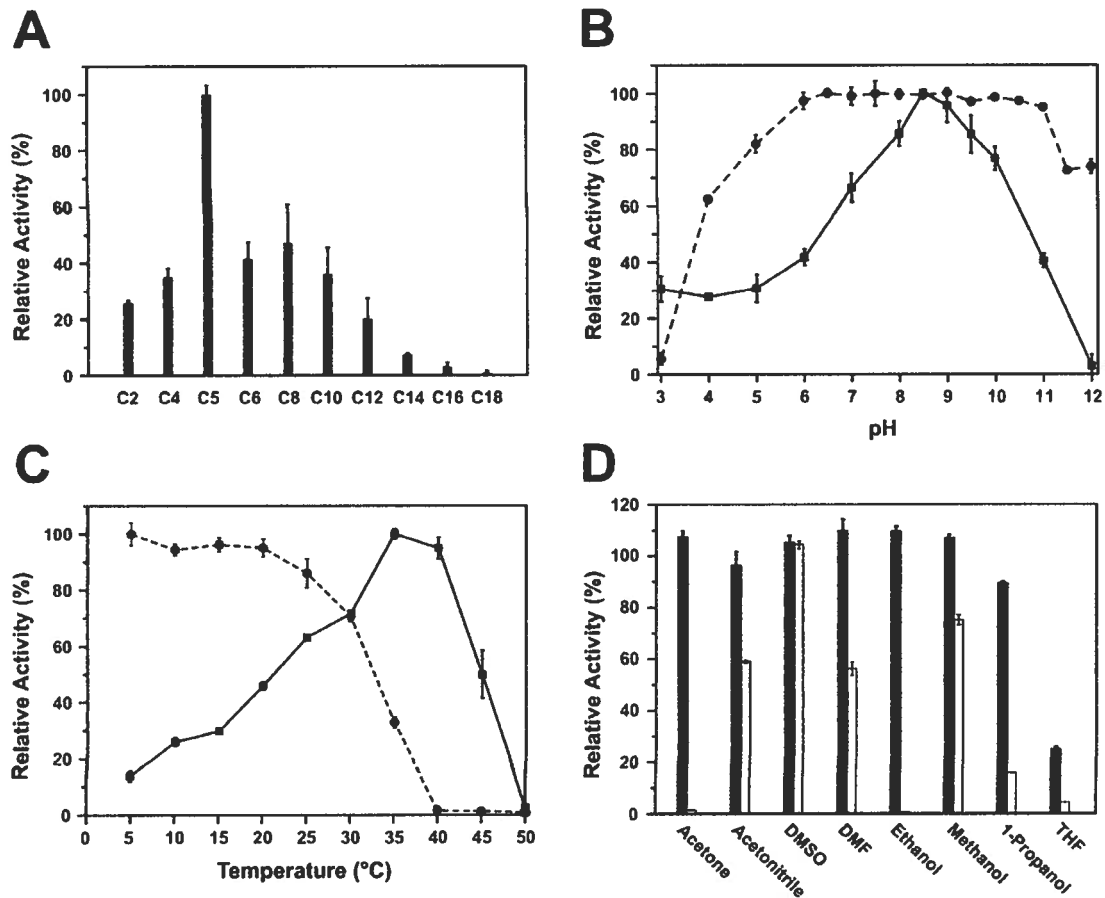 A
Relative Activity (%)
100
80
60
40
20
0
C2 C4 C5 C6 C8 C10 C12 C14 C16 C18
B
Relative Activity (%)
100
80
60
40
20
0
3 4 5 6 7 8 9 10 11 12
pH
C
Relative Activity (%)
100
80
60
40
20
0
0 5 10 15 20 25 30 35 40 45 50
Temperature (°C)
D
Relative Activity (%)
120
100
80
60
40
20
0
Acetone
Acetonitrile
DMSO
DMF
Ethanol
Methanol
1-Propanol
THF